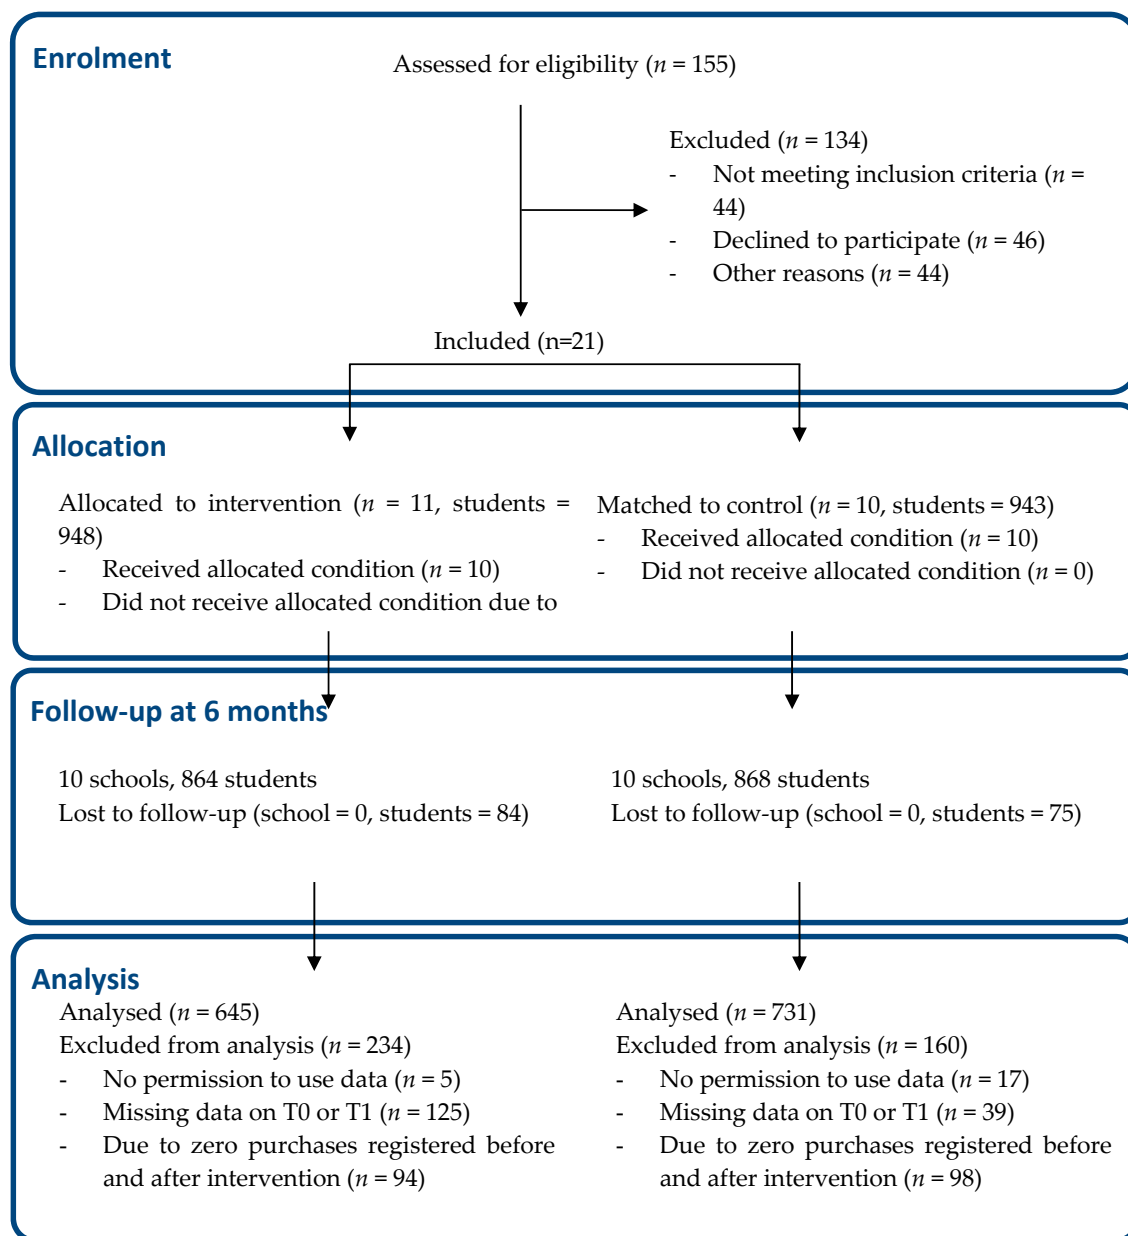 Enrolment
Assessed for eligibility (n = 155)
Excluded (n = 134)
- Not meeting inclusion criteria (n =
44)
- Declined to participate (n = 46)
- Other reasons (n = 44)
Included (n=21)
Allocation
Allocated to intervention (n = 11, students =
948)
- Received allocated condition (n = 10)
- Did not receive allocated condition due to
Matched to control (n = 10, students = 943)
- Received allocated condition (n = 10)
- Did not receive allocated condition (n = 0)
Follow-up at 6 months
10 schools, 864 students
Lost to follow-up (school = 0, students = 84)
10 schools, 868 students
Lost to follow-up (school = 0, students = 75)
Analysis
Analysed (n = 645)
Excluded from analysis (n = 234)
- No permission to use data (n = 5)
- Missing data on T0 or T1 (n = 125)
- Due to zero purchases registered before
and after intervention (n = 94)
Analysed (n = 731)
Excluded from analysis (n = 160)
- No permission to use data (n = 17)
- Missing data on T0 or T1 (n = 39)
- Due to zero purchases registered before
and after intervention (n = 98)